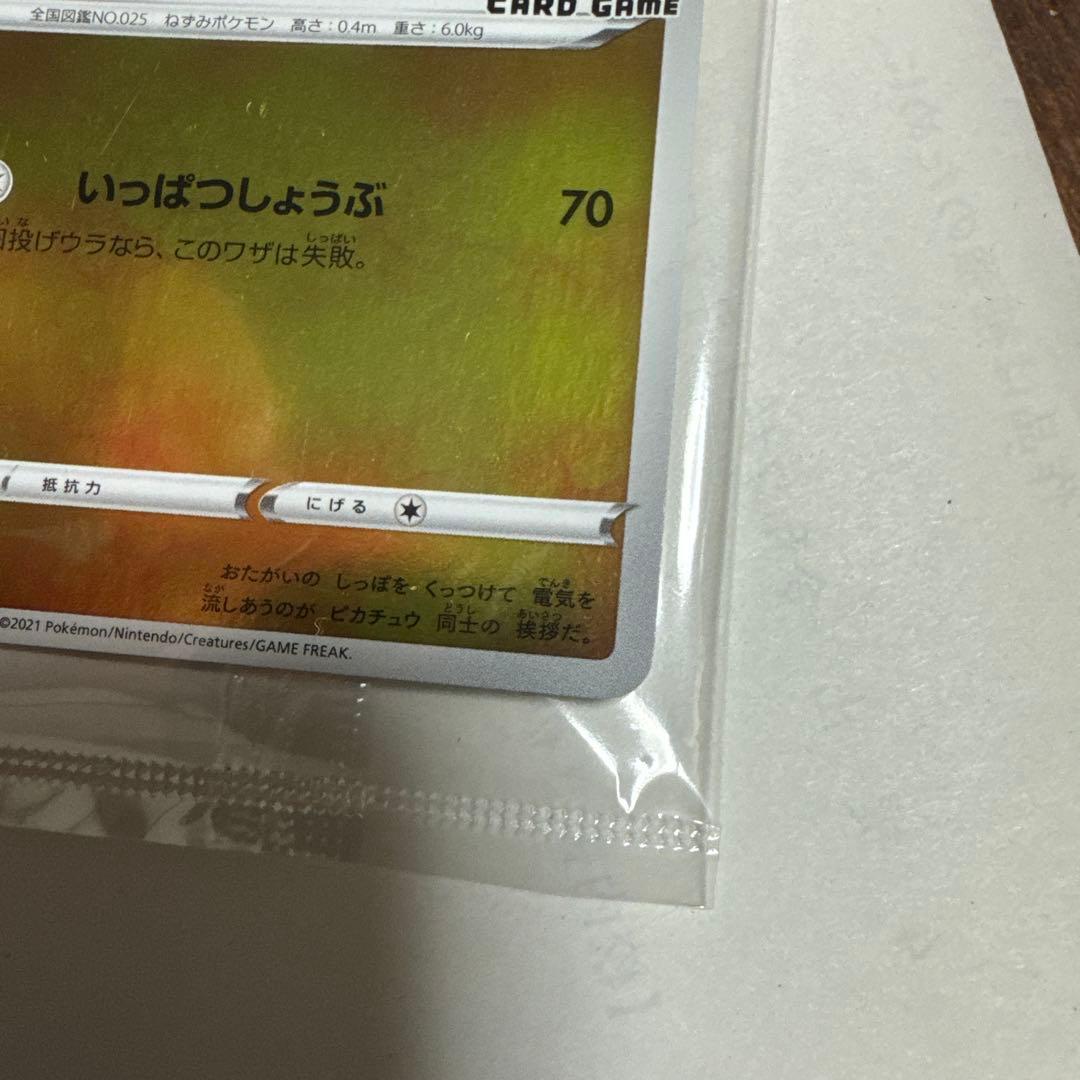 CARD GAME
全国図鑑NO.025 ねずみポケモン 高さ:0.4m 重さ:6.0kg
いっぱつしょうぶ 70
投げウラなら、このワザは失敗。
抵抗力
にげる
おたがいの しっぽを くっつけて 電気を
流しあうのが ピカチュウ 同士の 挨拶だ。
©2021 Pokémon/Nintendo/Creatures/GAME FREAK.